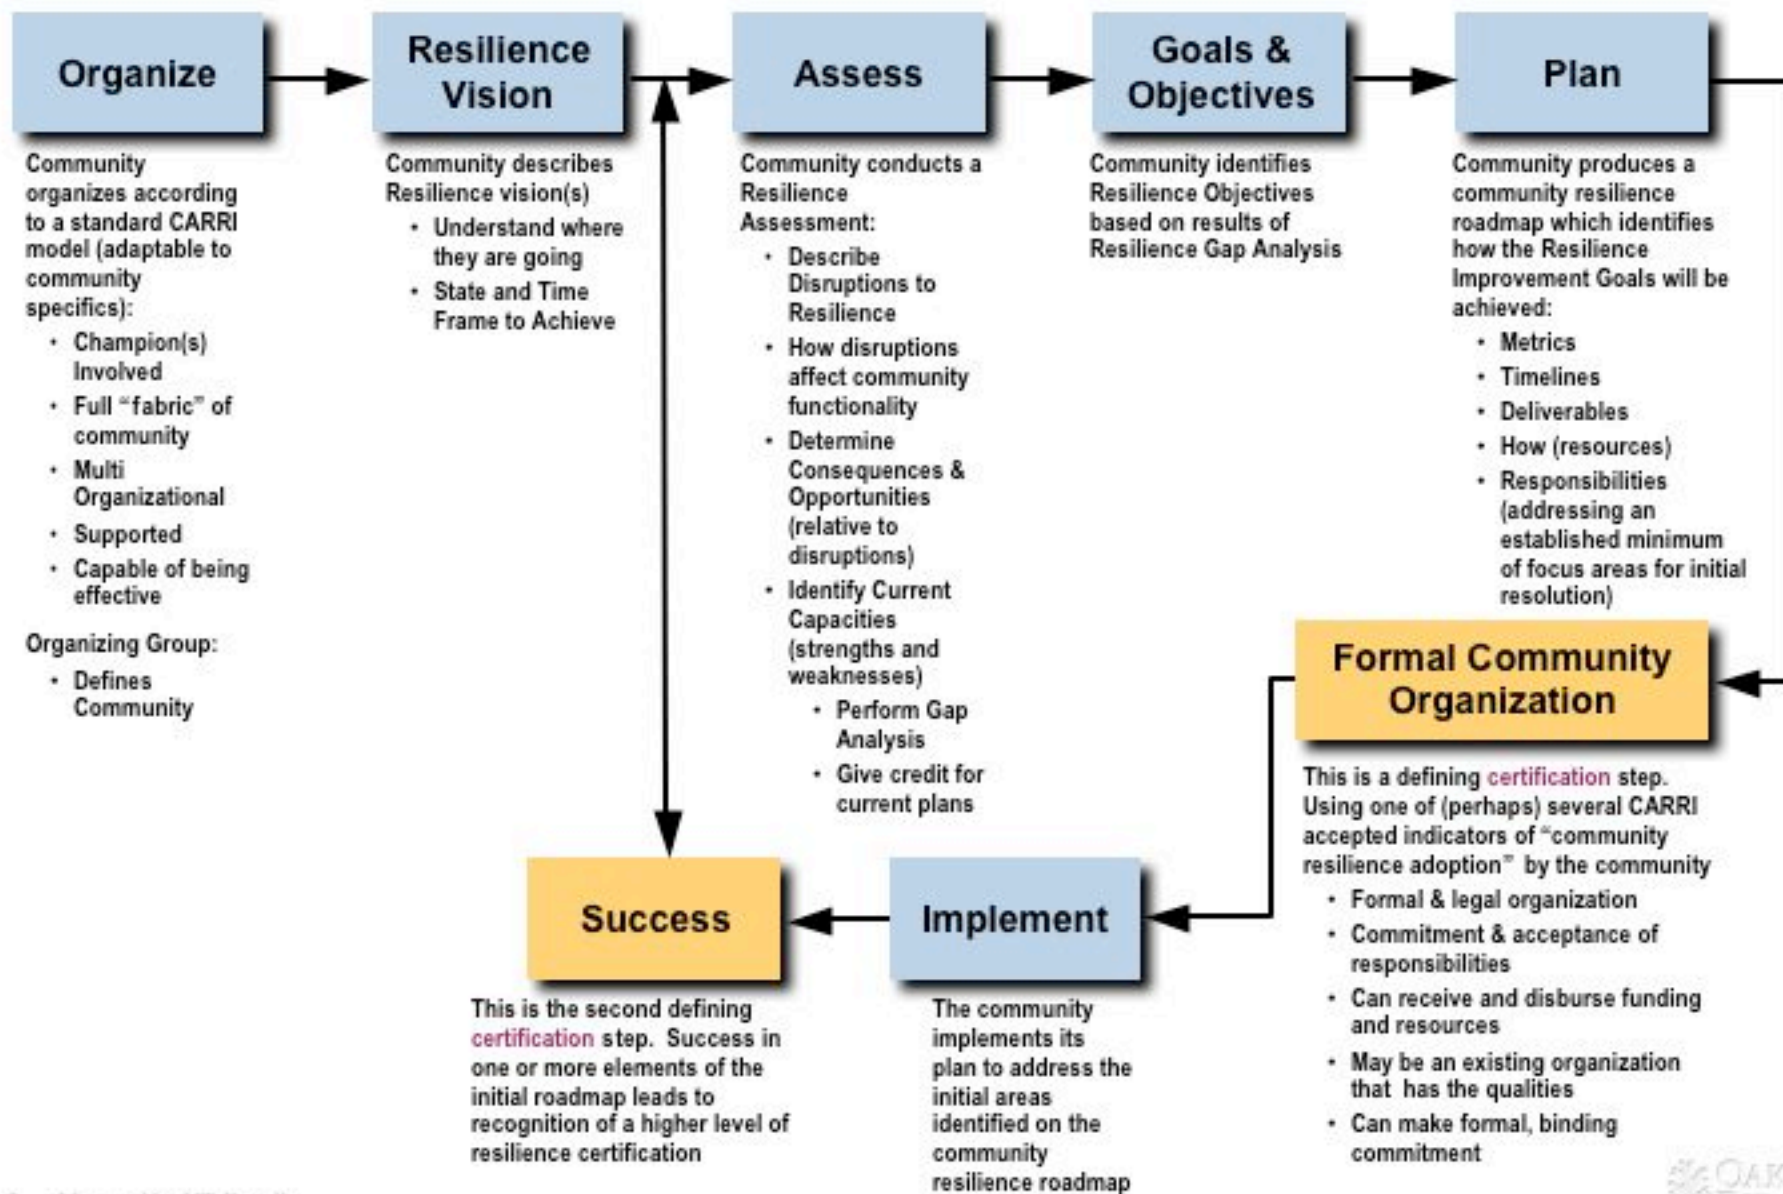 Organize
Resilience
Vision
Assess
Goals &
Objectives
Plan
Community
organizes according
to a standard CARRI
model (adaptable to
community
specifics):
• Champion(s)
Involved
• Full “fabric” of
community
• Multi
Organizational
• Supported
• Capable of being
effective
Organizing Group:
• Defines
Community
Community describes
Resilience vision(s)
• Understand where
they are going
• State and Time
Frame to Achieve
Community conducts a
Resilience
Assessment:
• Describe
Disruptions to
Resilience
• How disruptions
affect community
functionality
• Determine
Consequences &
Opportunities
(relative to
disruptions)
• Identify Current
Capacities
(strengths and
weaknesses)
• Perform Gap
Analysis
• Give credit for
current plans
Community identifies
Resilience Objectives
based on results of
Resilience Gap Analysis
Community produces a
community resilience
roadmap which identifies
how the Resilience
Improvement Goals will be
achieved:
• Metrics
• Timelines
• Deliverables
• How (resources)
• Responsibilities
(addressing an
established minimum
of focus areas for initial
resolution)
Formal Community
Organization
This is a defining certification step.
Using one of (perhaps) several CARRI
accepted indicators of “community
resilience adoption” by the community
• Formal & legal organization
• Commitment & acceptance of
responsibilities
• Can receive and disburse funding
and resources
• May be an existing organization
that has the qualities
• Can make formal, binding
commitment
Implement
The community
implements its
plan to address the
initial areas
identified on the
community
resilience roadmap
Success
This is the second defining
certification step. Success in
one or more elements of the
initial roadmap leads to
recognition of a higher level of
resilience certification
OAK